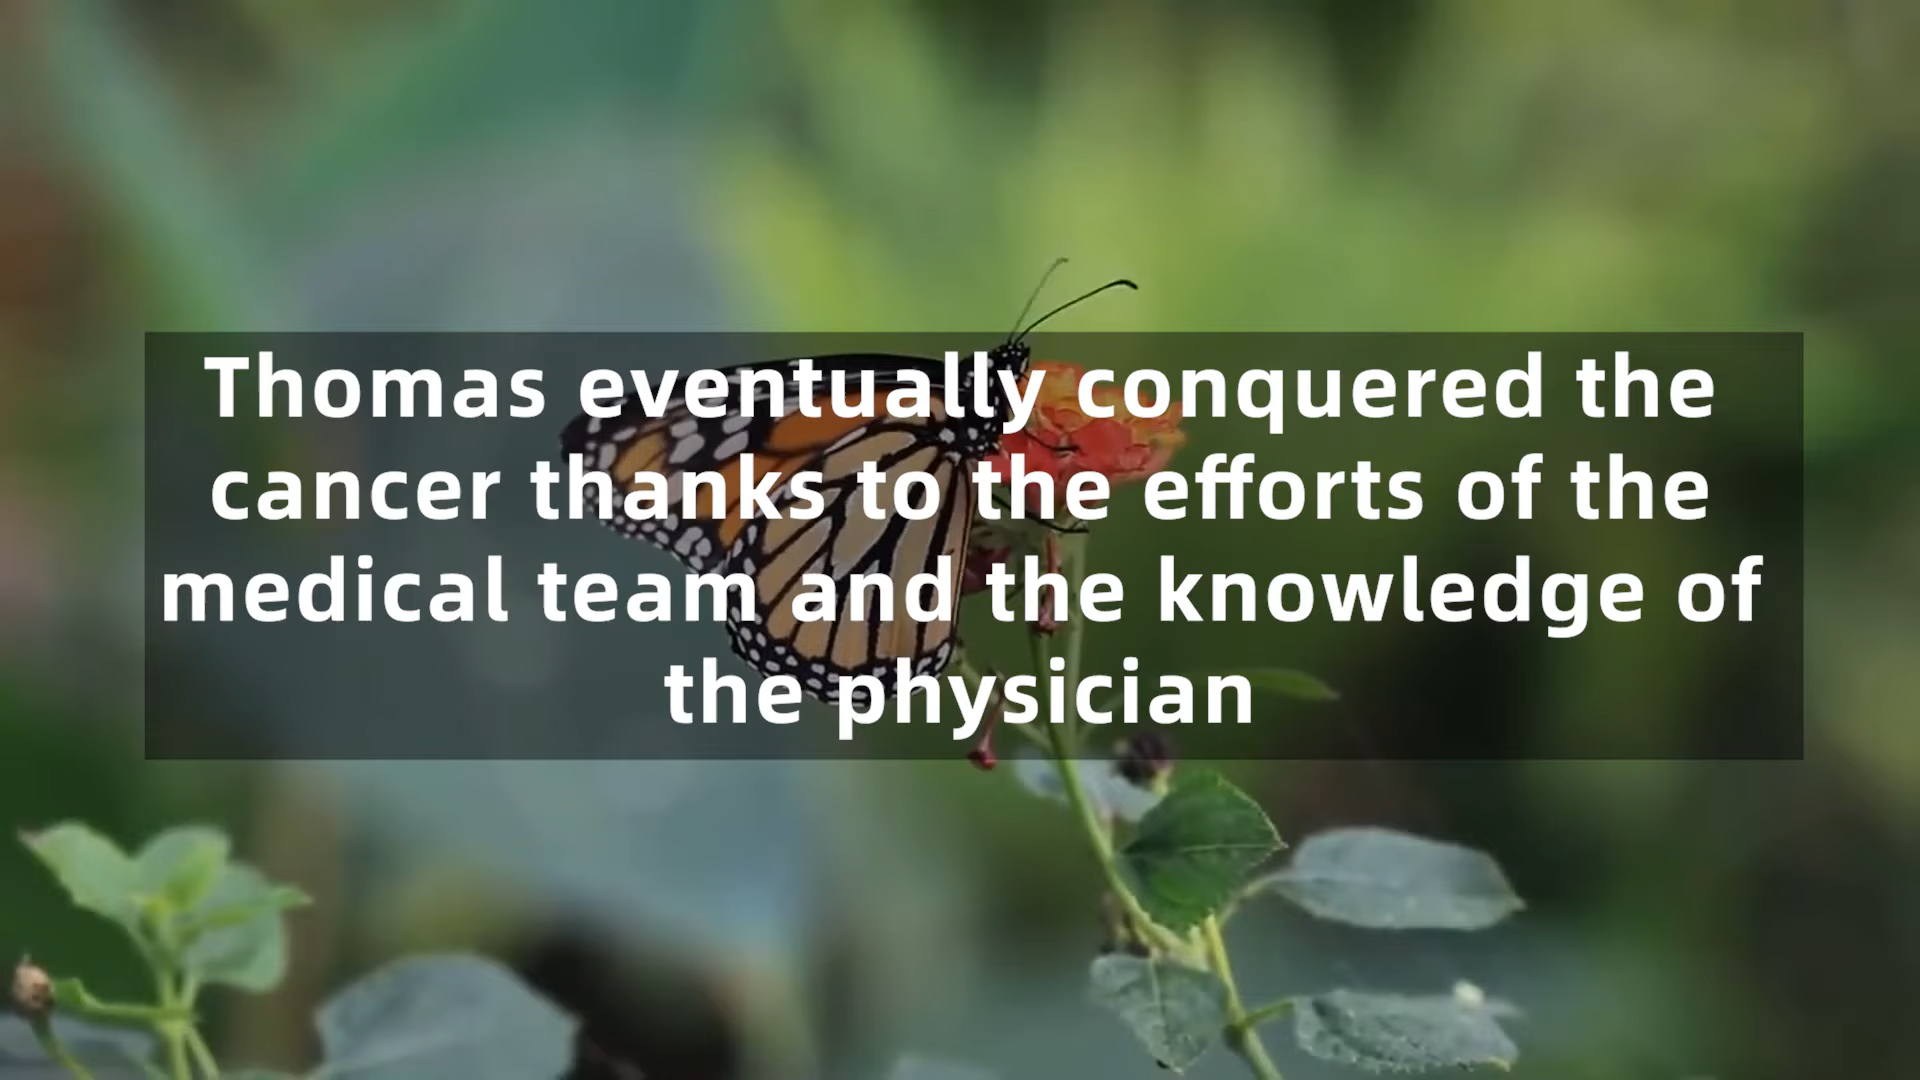 Thomas eventually conquered the
cancer thanks to the efforts of the
medical team and the knowledge of
the physician